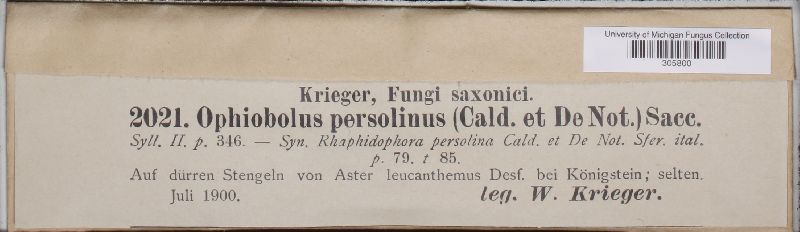 University of Michigan Fungus Collection
305800
Krieger, Fungi saxonici.
2021. Ophiobolus persolinus (Cald. et De Not.) Sacc.
Syll. II. p. 346. — Syn. Rhaphidophora persolina Cald. et De Not. Sfer. ital.
p. 79. t 85.
Auf dürren Stengeln von Aster leucanthemus Desf. bei Königstein; selten.
Juli 1900. leg. W. Krieger.